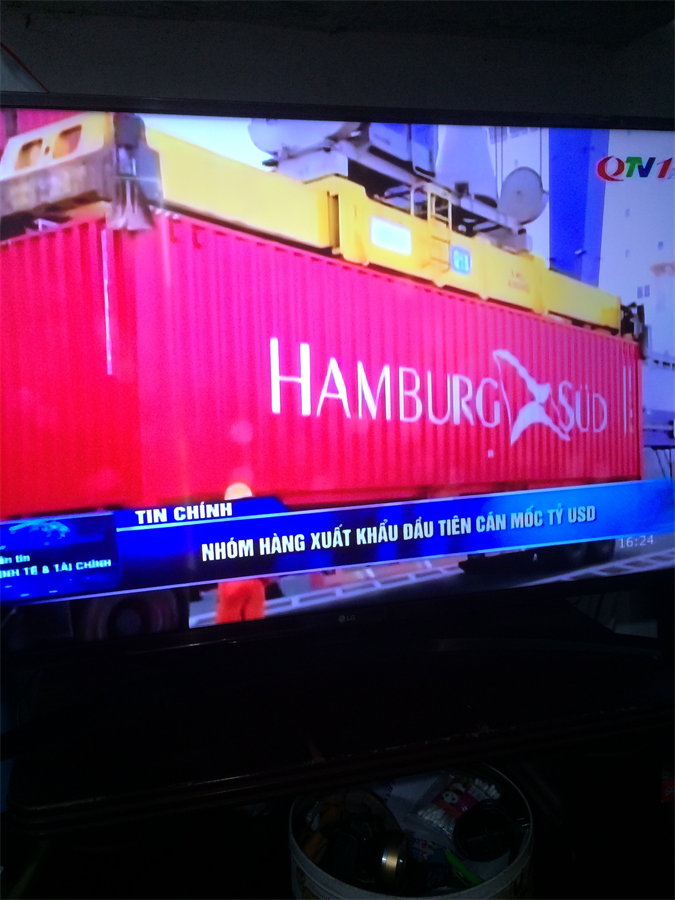 QTV1
HAMBURG SÜD
TIN CHÍNH
NHÓM HÀNG XUẤT KHẨU ĐẦU TIÊN CÁN MỐC TỶ USD
16:24
tin
TẾ & TÀI CHÍNH
LG